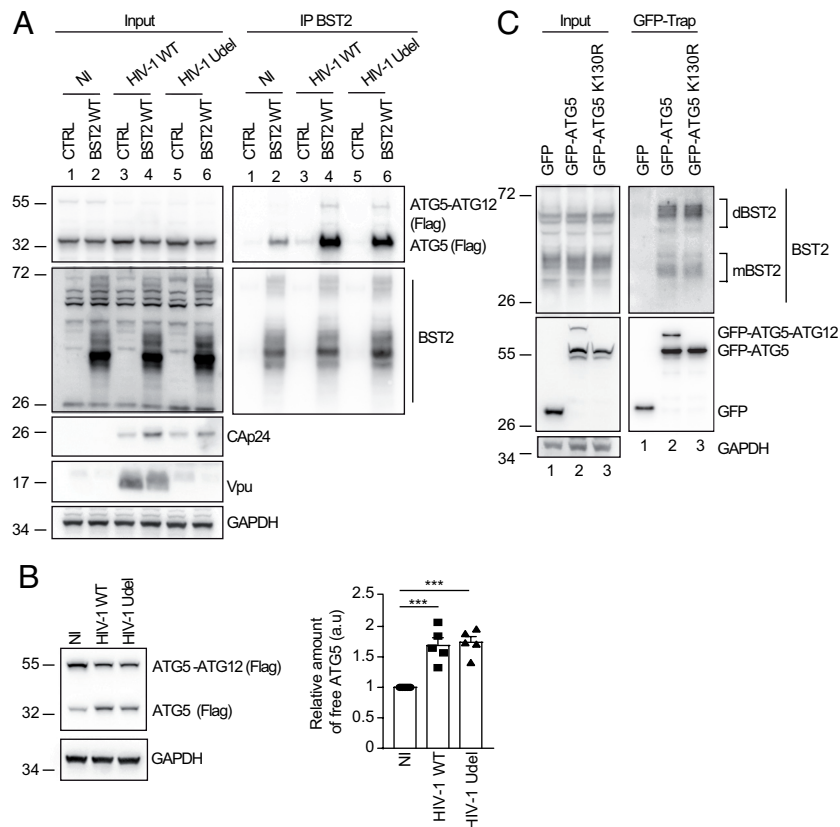 A
Input
IP BST2
NI
HIV-1 WT
HIV-1 Udel
NI
HIV-1 WT
HIV-1 Udel
CTRL
BST2 WT
CTRL
BST2 WT
CTRL
BST2 WT
CTRL
BST2 WT
CTRL
BST2 WT
CTRL
BST2 WT
1 2 3 4 5 6
1 2 3 4 5 6
55
32
ATG5-ATG12
(Flag)
ATG5 (Flag)
72
26
BST2
26
CAp24
17
Vpu
34
GAPDH
B
NI
HIV-1 WT
HIV-1 Udel
55
ATG5-ATG12 (Flag)
32
ATG5 (Flag)
34
GAPDH
Relative amount
of free ATG5 (a.u)
2.5
2
1.5
1
0.5
0
***
***
NI
HIV-1 WT
HIV-1 Udel
C
Input
GFP-Trap
GFP
GFP-ATG5
GFP-ATG5 K130R
GFP
GFP-ATG5
GFP-ATG5 K130R
72
26
dBST2
mBST2
BST2
55
26
GFP-ATG5-ATG12
GFP-ATG5
GFP
34
1 2 3
GAPDH
1 2 3